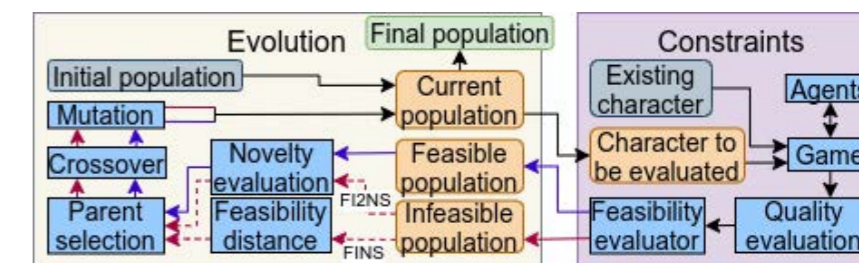 Evolution
Final population
Constraints
Initial population
Current
population
Existing
character
Agents
Mutation
Character to
be evaluated
Game
Crossover
Novelty
evaluation
Feasible
population
FI2NS
Parent
selection
Feasibility
distance
Infeasible
population
FINS
Feasibility
evaluator
Quality
evaluation